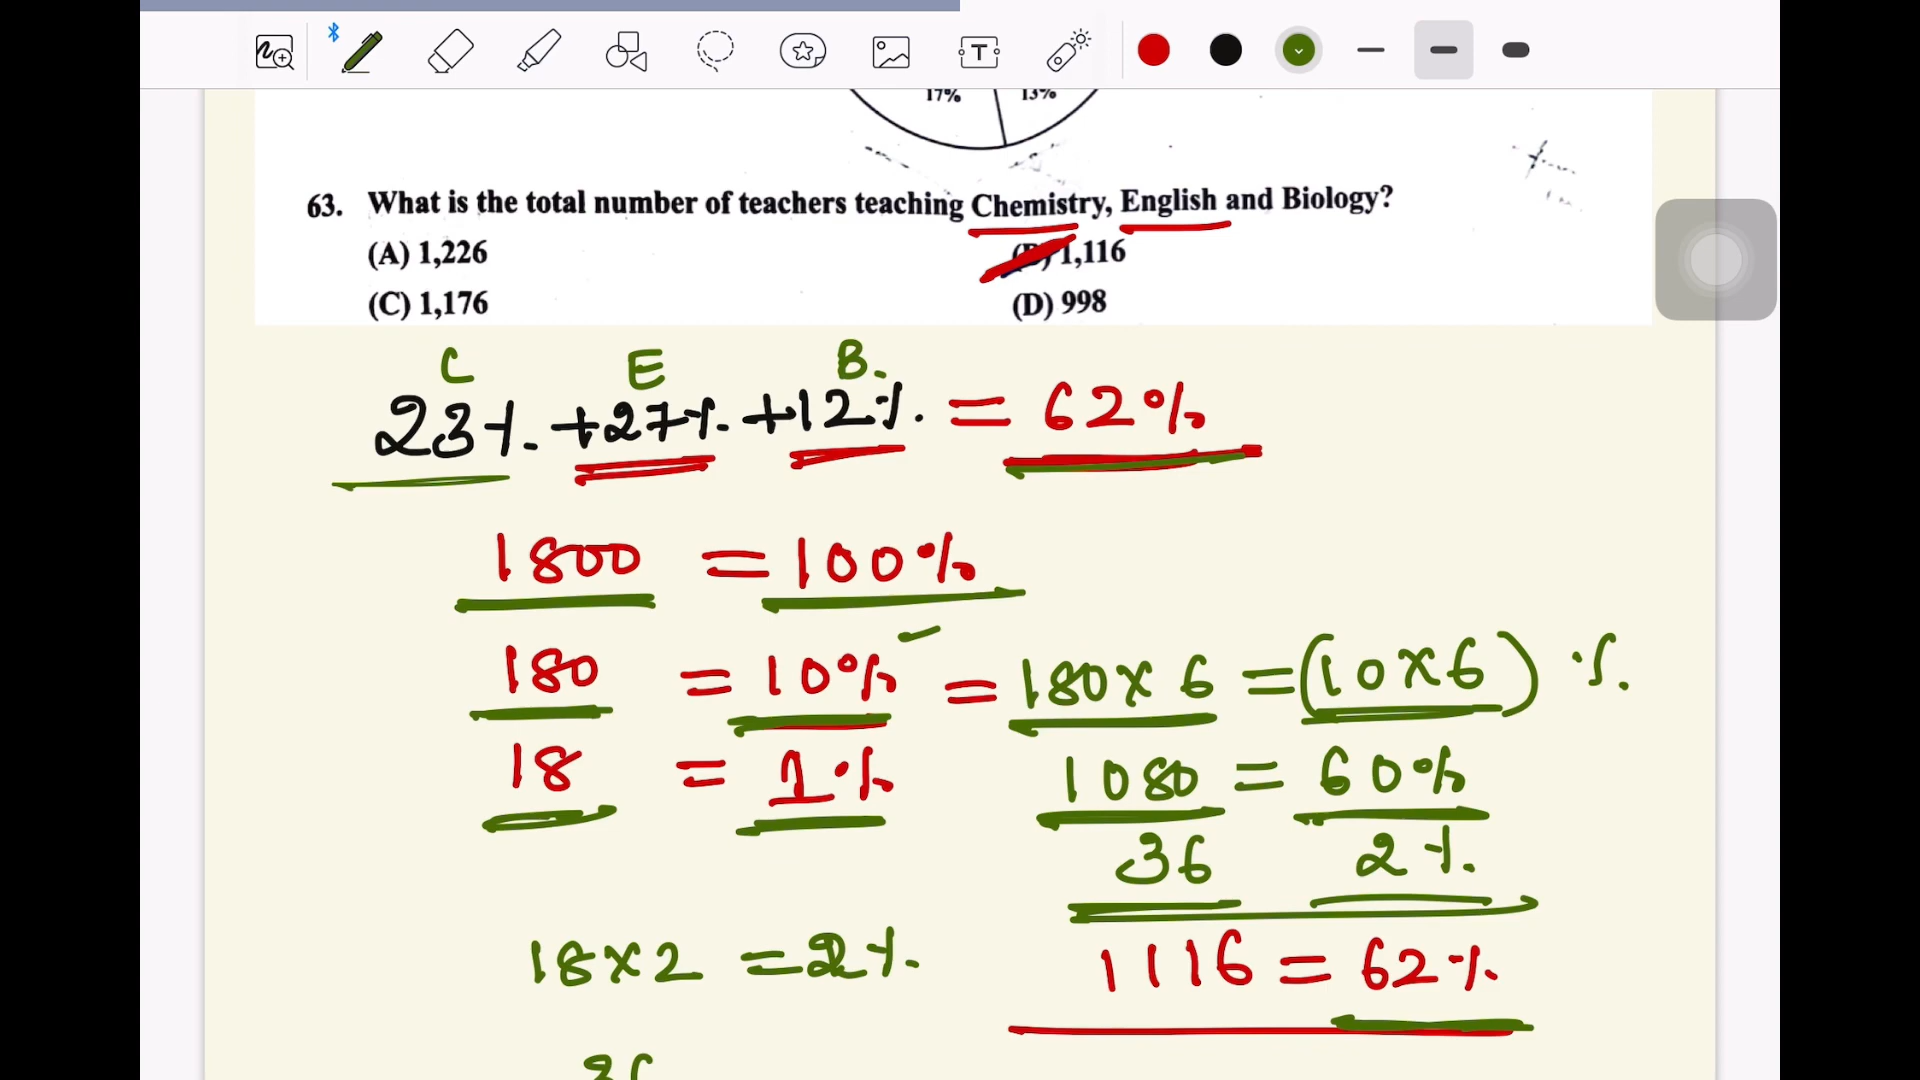 T
17% 13%
63. What is the total number of teachers teaching Chemistry, English and Biology?
(A) 1,226 (B) 1,116
(C) 1,176 (D) 998
C E B.
23% + 27% + 12% = 62%
1800 = 100%
180 = 10% = 180 × 6 = (10 × 6) %
18 = 1% 1080 = 60%
36 2%
18 × 2 = 2% 1116 = 62%
36